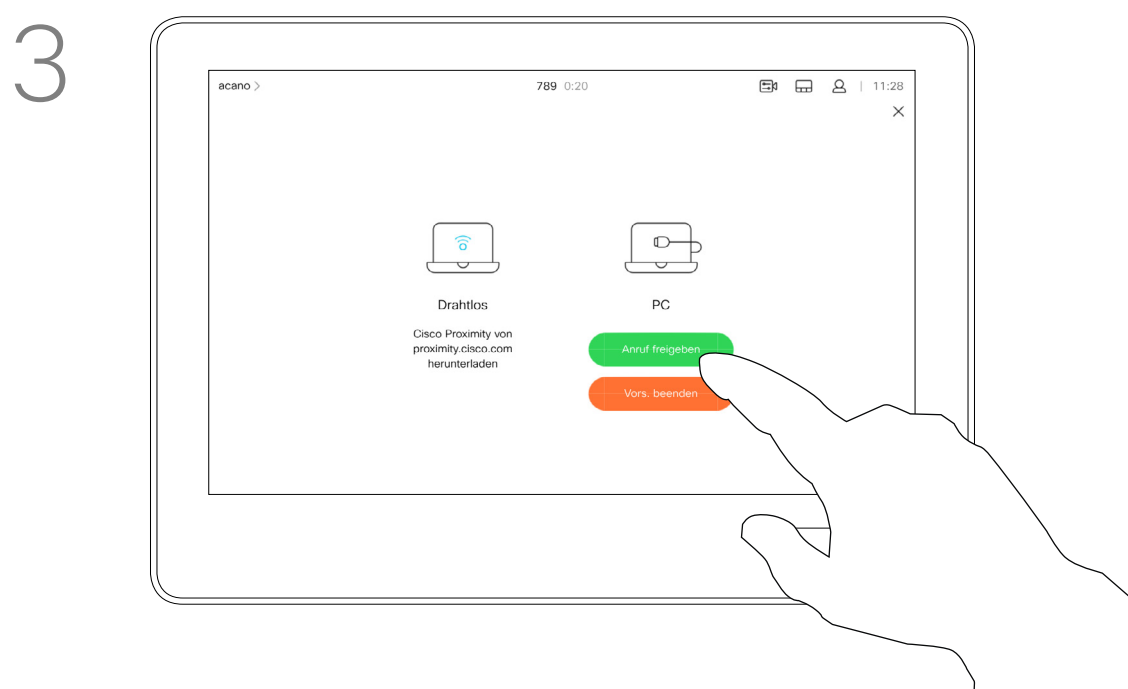 3
acano >
789 0:20
11:28
Drahtlos
Cisco Proximity von
proximity.cisco.com
herunterladen
PC
Anruf freigeben
Vors. beenden